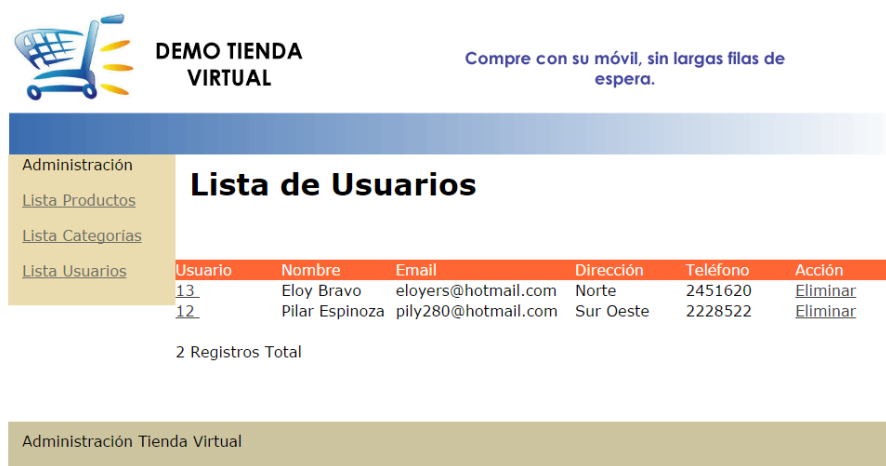 DEMO TIENDA
VIRTUAL
Compre con su móvil, sin largas filas de
espera.
Administración
Lista Productos
Lista Categorías
Lista Usuarios
Lista de Usuarios
Usuario Nombre Email Dirección Teléfono Acción
13 Eloy Bravo eloyers@hotmail.com Norte 2451620 Eliminar
12 Pilar Espinoza pily280@hotmail.com Sur Oeste 2228522 Eliminar
2 Registros Total
Administración Tienda Virtual